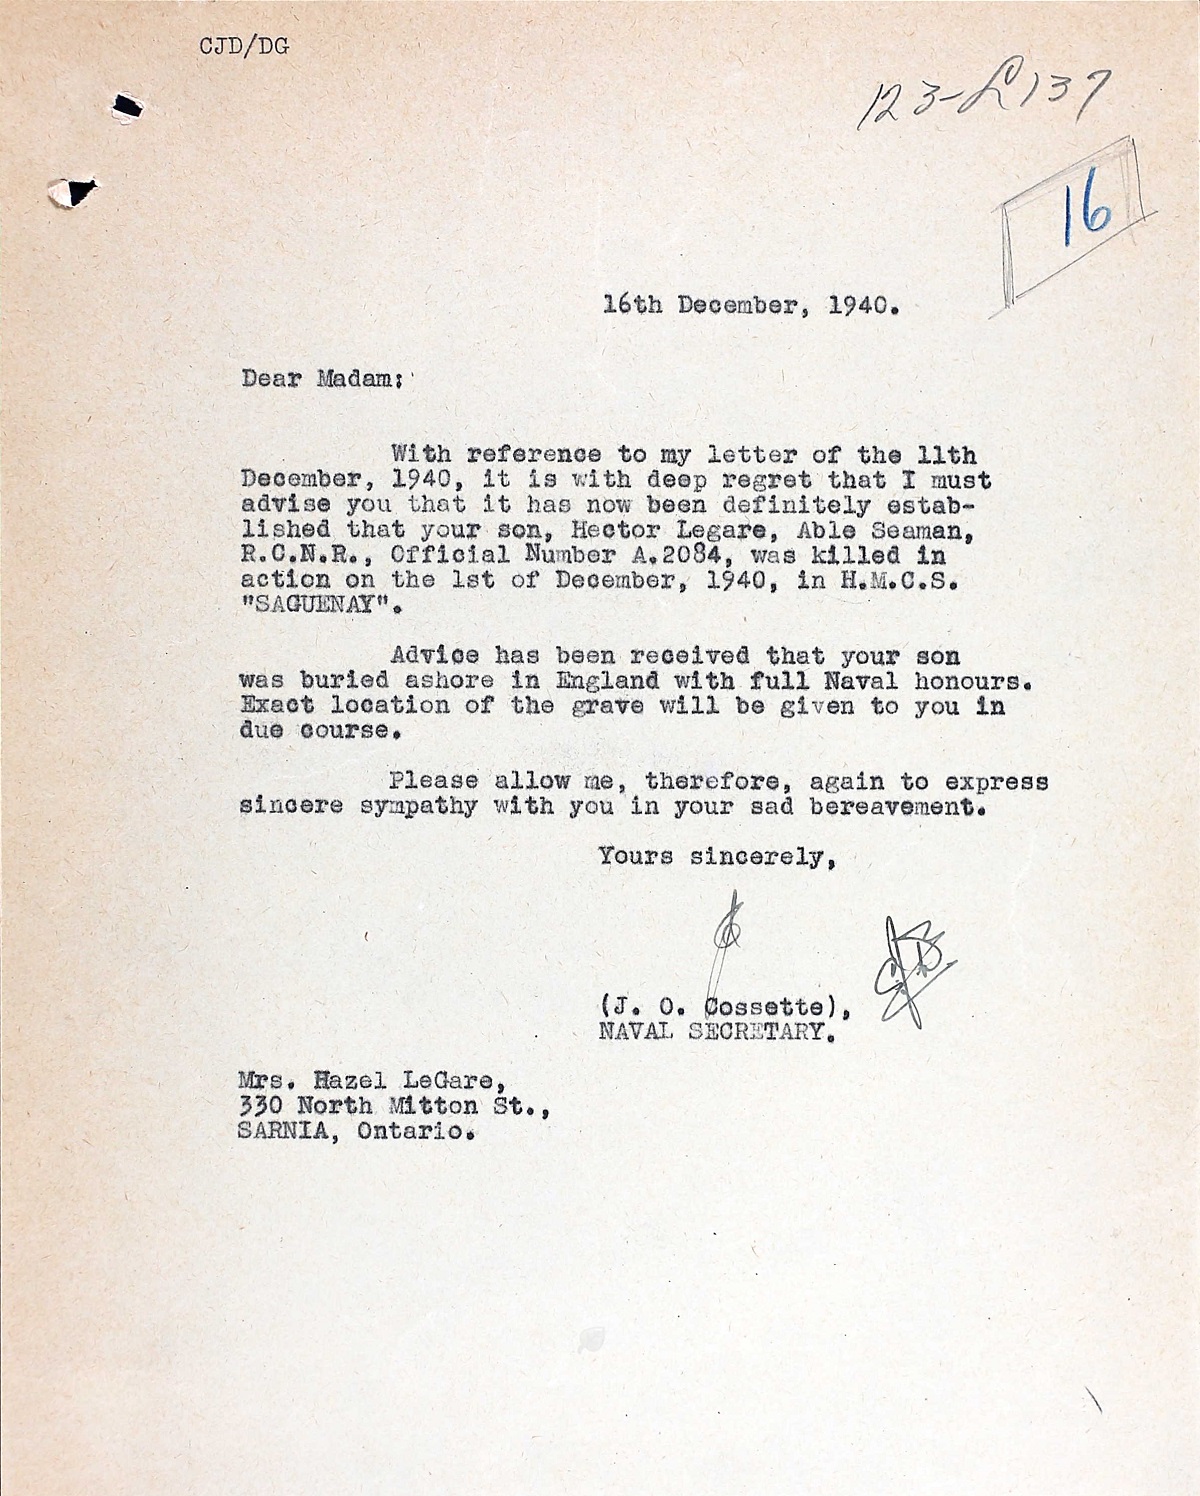 CJD/DG
123-L137
16
16th December, 1940.
Dear Madam:
With reference to my letter of the 11th
December, 1940, it is with deep regret that I must
advise you that it has now been definitely estab-
lished that your son, Hector Legare, Able Seaman,
R.C.N.R., Official Number A.2084, was killed in
action on the 1st of December, 1940, in H.M.C.S.
"SAGUENAY".
Advice has been received that your son
was buried ashore in England with full Naval honours.
Exact location of the grave will be given to you in
due course.
Please allow me, therefore, again to express
sincere sympathy with you in your sad bereavement.
Yours sincerely,
(J. O. Cossette),
NAVAL SECRETARY.
Mrs. Hazel LeGare,
330 North Mitton St.,
SARNIA, Ontario.